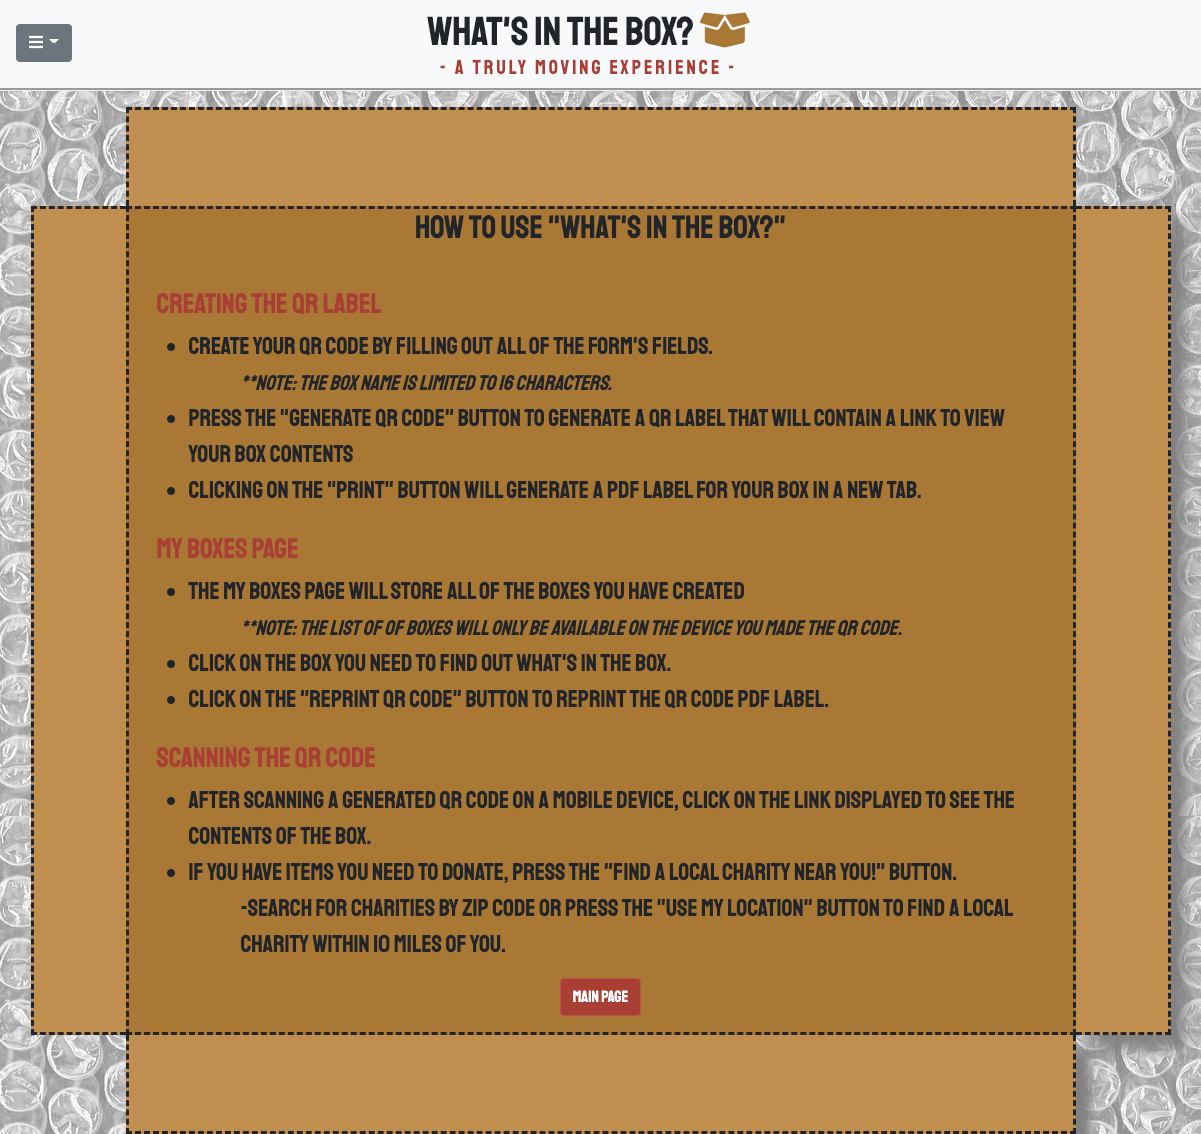 WHAT'S IN THE BOX?
- A TRULY MOVING EXPERIENCE -
HOW TO USE "WHAT'S IN THE BOX?"
CREATING THE QR LABEL
• CREATE YOUR QR CODE BY FILLING OUT ALL OF THE FORM'S FIELDS.
**NOTE: THE BOX NAME IS LIMITED TO 16 CHARACTERS.
• PRESS THE "GENERATE QR CODE" BUTTON TO GENERATE A QR LABEL THAT WILL CONTAIN A LINK TO VIEW
YOUR BOX CONTENTS
• CLICKING ON THE "PRINT" BUTTON WILL GENERATE A PDF LABEL FOR YOUR BOX IN A NEW TAB.
MY BOXES PAGE
• THE MY BOXES PAGE WILL STORE ALL OF THE BOXES YOU HAVE CREATED
**NOTE: THE LIST OF OF BOXES WILL ONLY BE AVAILABLE ON THE DEVICE YOU MADE THE QR CODE.
• CLICK ON THE BOX YOU NEED TO FIND OUT WHAT'S IN THE BOX.
• CLICK ON THE "REPRINT QR CODE" BUTTON TO REPRINT THE QR CODE PDF LABEL.
SCANNING THE QR CODE
• AFTER SCANNING A GENERATED QR CODE ON A MOBILE DEVICE, CLICK ON THE LINK DISPLAYED TO SEE THE
CONTENTS OF THE BOX.
• IF YOU HAVE ITEMS YOU NEED TO DONATE, PRESS THE "FIND A LOCAL CHARITY NEAR YOU!" BUTTON.
-SEARCH FOR CHARITIES BY ZIP CODE OR PRESS THE "USE MY LOCATION" BUTTON TO FIND A LOCAL
CHARITY WITHIN 10 MILES OF YOU.
MAIN PAGE